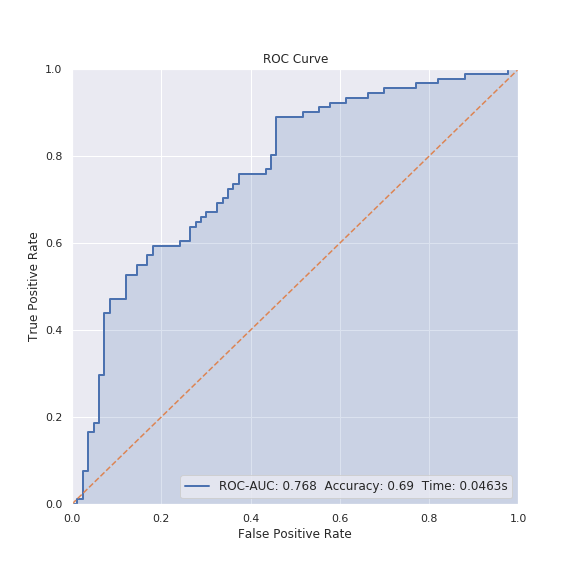 ROC Curve
1.0
0.8
0.6
0.4
0.2
0.0
True Positive Rate
ROC-AUC: 0.768  Accuracy: 0.69  Time: 0.0463s
0.0 0.2 0.4 0.6 0.8 1.0
False Positive Rate